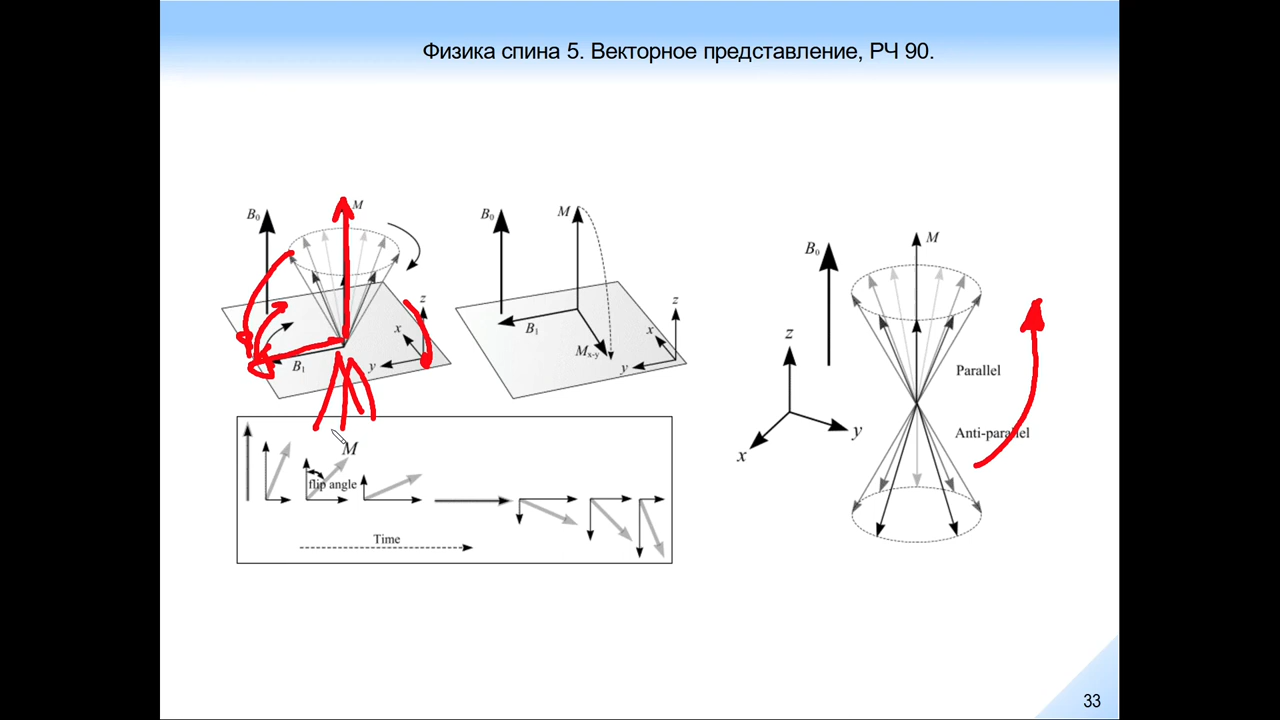 Физика спина 5. Векторное представление, РЧ 90.
B₀
M
z
x
y
B₁
B₀
M
z
x
y
B₁
Mₓ₋y
M
flip angle
Time
B₀
M
z
y
x
Parallel
Anti-parallel
33